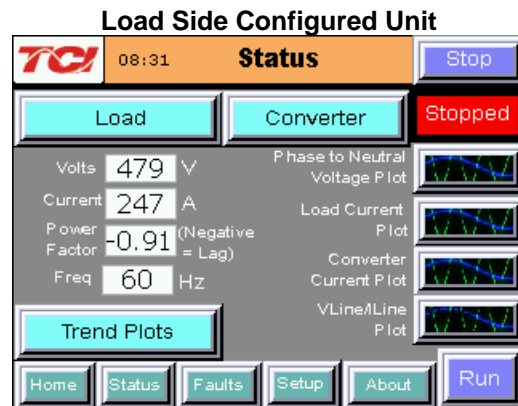 Load Side Configured Unit
TCI
08:31
Status
Stop
Load
Converter
Stopped
Volts 479 V
Current 247 A
Power Factor -0.91 (Negative = Lag)
Freq 60 Hz
Phase to Neutral
Voltage Plot
Load Current
Plot
Converter
Current Plot
VLine/ILine
Plot
Trend Plots
Home
Status
Faults
Setup
About
Run